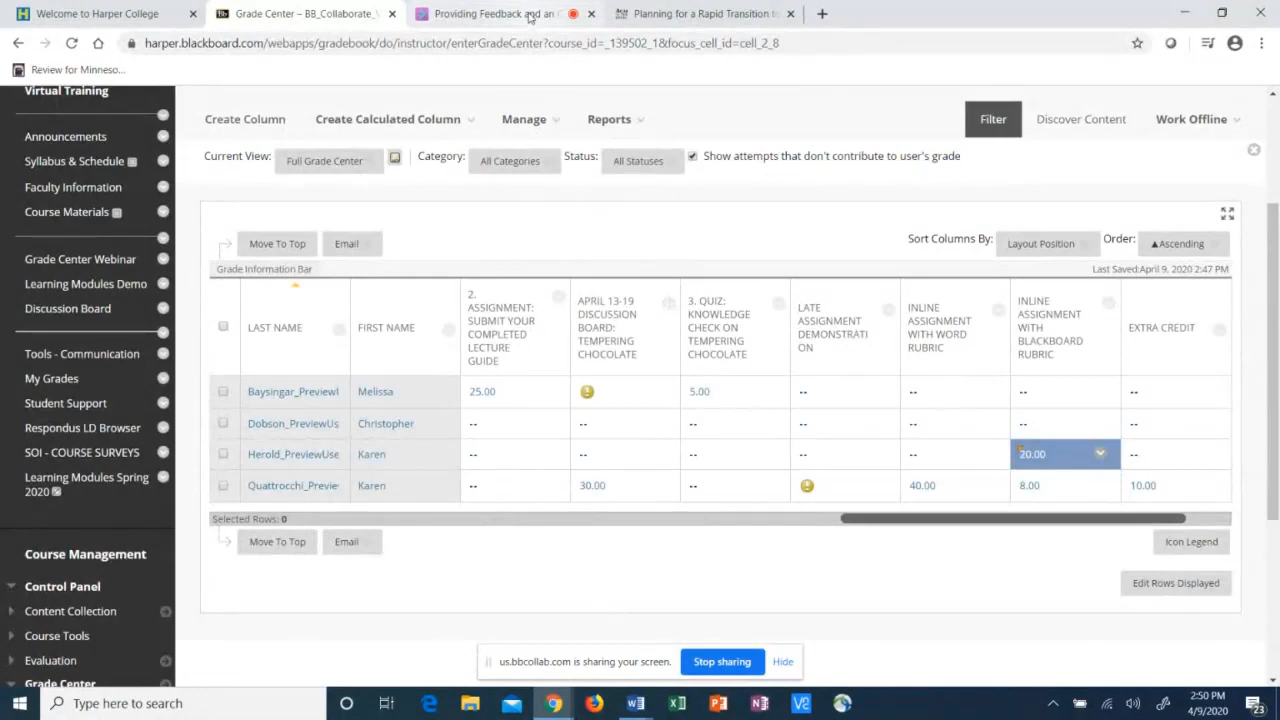 Welcome to Harper College
Grade Center – BB_Collaborate_
Providing Feedback and an
Planning for a Rapid Transition to
harper.blackboard.com/webapps/gradebook/do/instructor/enterGradeCenter?course_id=_139502_1&focus_cell_id=cell_2_8
Review for Minneso...
Virtual Training
Announcements
Syllabus & Schedule
Faculty Information
Course Materials
Grade Center Webinar
Learning Modules Demo
Discussion Board
Tools - Communication
My Grades
Student Support
Respondus LD Browser
SOI - COURSE SURVEYS
Learning Modules Spring
2020
Course Management
Control Panel
Content Collection
Course Tools
Evaluation
Grade Center
Create Column Create Calculated Column Manage Reports Filter Discover Content Work Offline
Current View: Full Grade Center Category: All Categories Status: All Statuses Show attempts that don't contribute to user's grade
Move To Top Email Sort Columns By: Layout Position Order: ▲Ascending
Grade Information Bar Last Saved:April 9, 2020 2:47 PM
LAST NAME
FIRST NAME
2.
ASSIGNMENT:
SUBMIT YOUR
COMPLETED
LECTURE
GUIDE
APRIL 13-19
DISCUSSION
BOARD:
TEMPERING
CHOCOLATE
3. QUIZ:
KNOWLEDGE
CHECK ON
TEMPERING
CHOCOLATE
LATE
ASSIGNMENT
DEMONSTRATI
ON
INLINE
ASSIGNMENT
WITH WORD
RUBRIC
INLINE
ASSIGNMENT
WITH
BLACKBOARD
RUBRIC
EXTRA CREDIT
Baysingar_PreviewU Melissa 25.00 5.00 -- -- -- --
Dobson_PreviewUs Christopher -- -- -- -- -- -- --
Herold_PreviewUse Karen -- -- -- -- -- 20.00 --
Quattrocchi_Previe Karen -- 30.00 -- 40.00 8.00 10.00
Selected Rows: 0
Move To Top Email Icon Legend
Edit Rows Displayed
us.bbcollab.com is sharing your screen. Stop sharing Hide
Type here to search
2:50 PM
4/9/2020
23